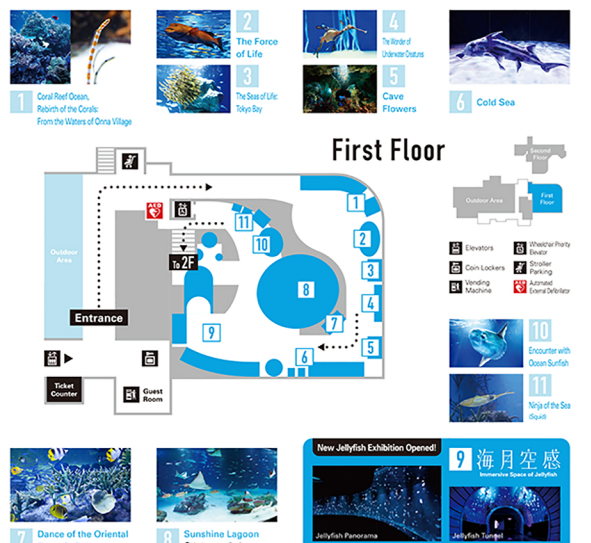 1
Coral Reef Ocean,
Rebirth of the Corals:
From the Waters of Onna Village
2
The Force
of Life
3
The Seas of Life:
Tokyo Bay
4
The Wonder of
Underwater Creatures
5
Cave
Flowers
6
Cold Sea
First Floor
Second
Floor
Outdoor Area
First
Floor
Elevators
Wheelchair Priority
Elevator
Coin Lockers
Stroller
Parking
Vending
Machine
AED
Automated
External Defibrillator
Outdoor
Area
AED
To 2F
Entrance
Ticket
Counter
Guest
Room
1
2
3
4
5
6
7
8
9
10
11
10
Encounter with
Ocean Sunfish
11
Ninja of the Sea
(Squid)
7
Dance of the Oriental
8
Sunshine Lagoon
New Jellyfish Exhibition Opened!
9
海月空感
Immersive Space of Jellyfish
Jellyfish Panorama
Jellyfish Tunnel